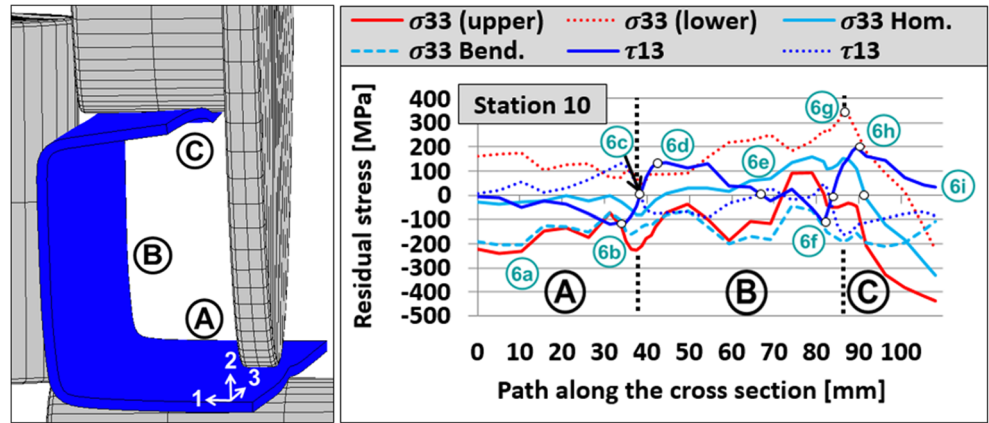 C
B
A
2
3
1
σ33 (upper) σ33 (lower) σ33 Hom.
σ33 Bend. τ13 τ13
Residual stress [MPa]
400
300
200
100
0
-100
-200
-300
-400
-500
Station 10
6g
6c
6d
6h
6e
6i
6b
6f
6a
A B C
0 10 20 30 40 50 60 70 80 90 100
Path along the cross section [mm]